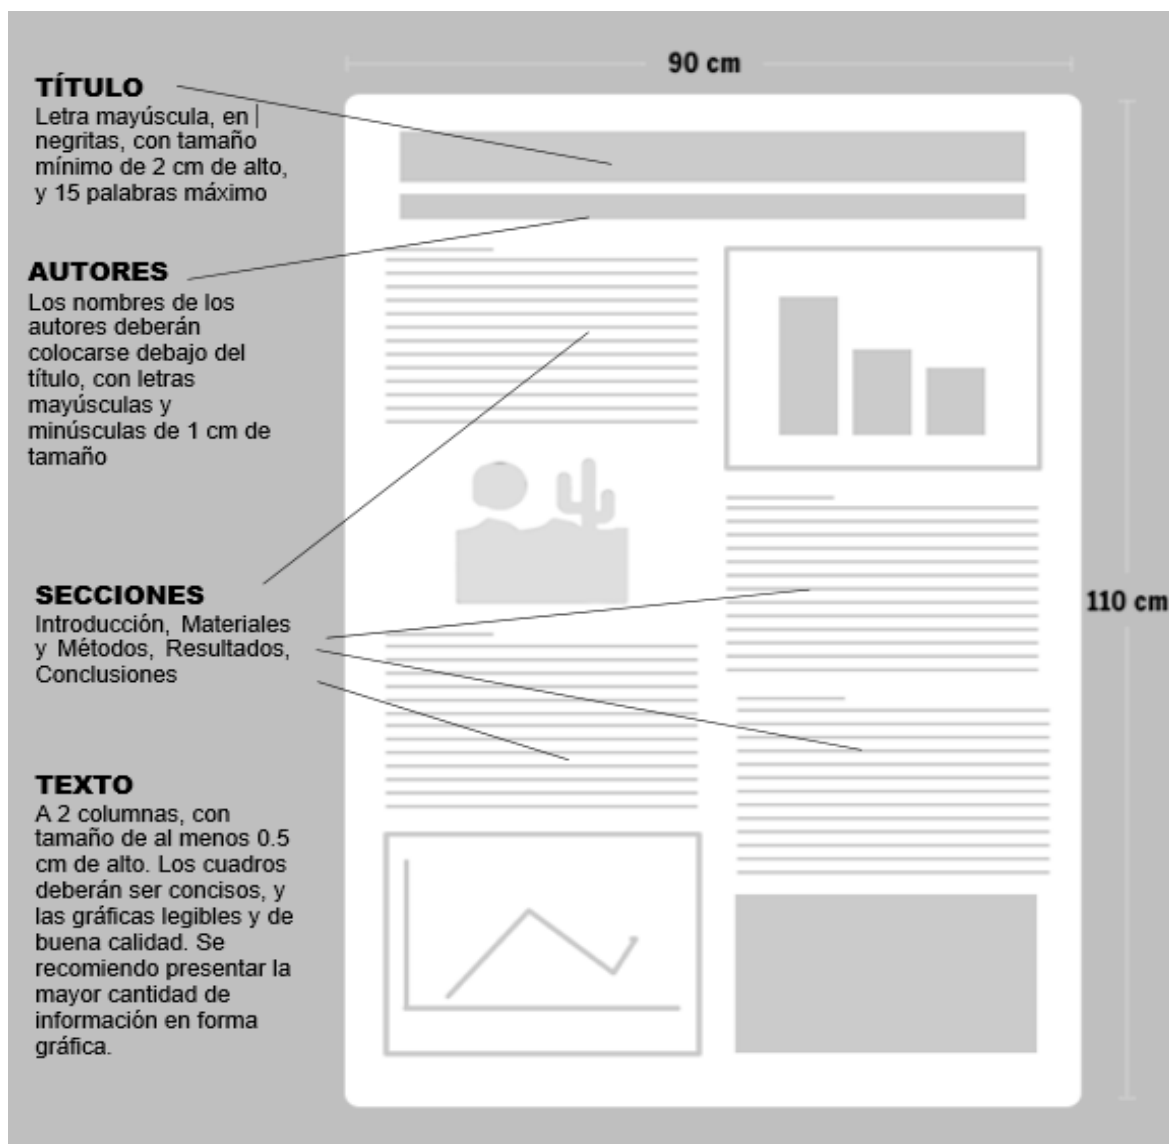 90 cm
TÍTULO
Letra mayúscula, en
negritas, con tamaño
mínimo de 2 cm de alto,
y 15 palabras máximo
AUTORES
Los nombres de los
autores deberán
colocarse debajo del
título, con letras
mayúsculas y
minúsculas de 1 cm de
tamaño
SECCIONES
Introducción, Materiales
y Métodos, Resultados,
Conclusiones
110 cm
TEXTO
A 2 columnas, con
tamaño de al menos 0.5
cm de alto. Los cuadros
deberán ser concisos, y
las gráficas legibles y de
buena calidad. Se
recomiendo presentar la
mayor cantidad de
información en forma
gráfica.